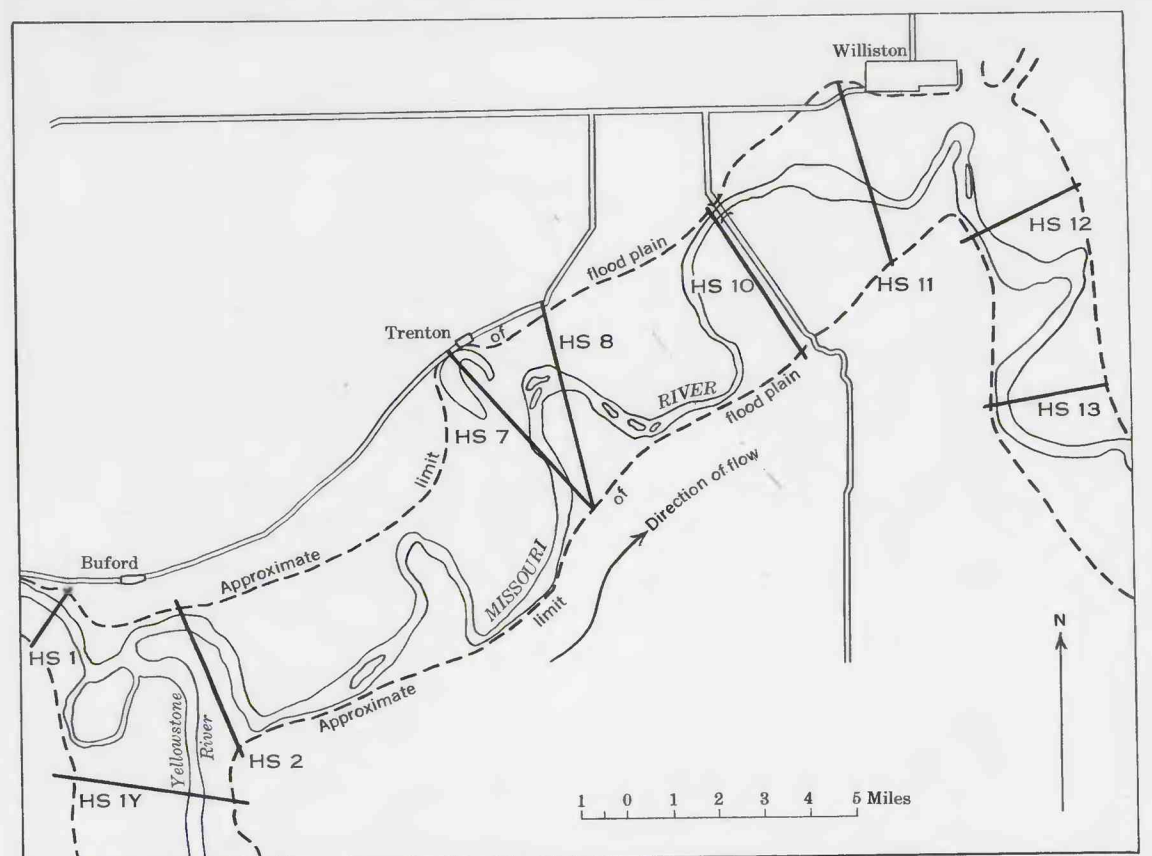 Williston
HS 12
HS 11
HS 10
HS 13
flood plain
of
Trenton
HS 8
RIVER
flood plain
HS 7
limit
of
Direction of flow
Buford
Approximate
MISSOURI
limit
N
HS 1
Approximate
Yellowstone
River
HS 2
HS 1Y
1 0 1 2 3 4 5 Miles